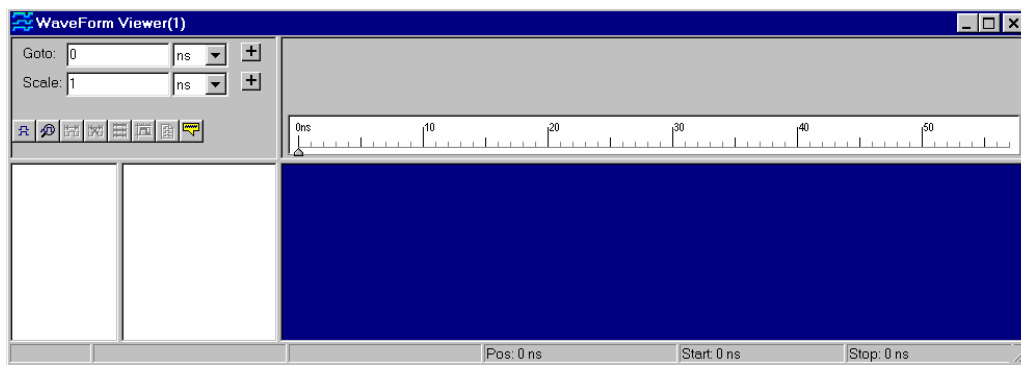 WaveForm Viewer(1)
Goto: 0 ns +
Scale: 1 ns +
0ns 10 20 30 40 50
Pos: 0 ns Start: 0 ns Stop: 0 ns